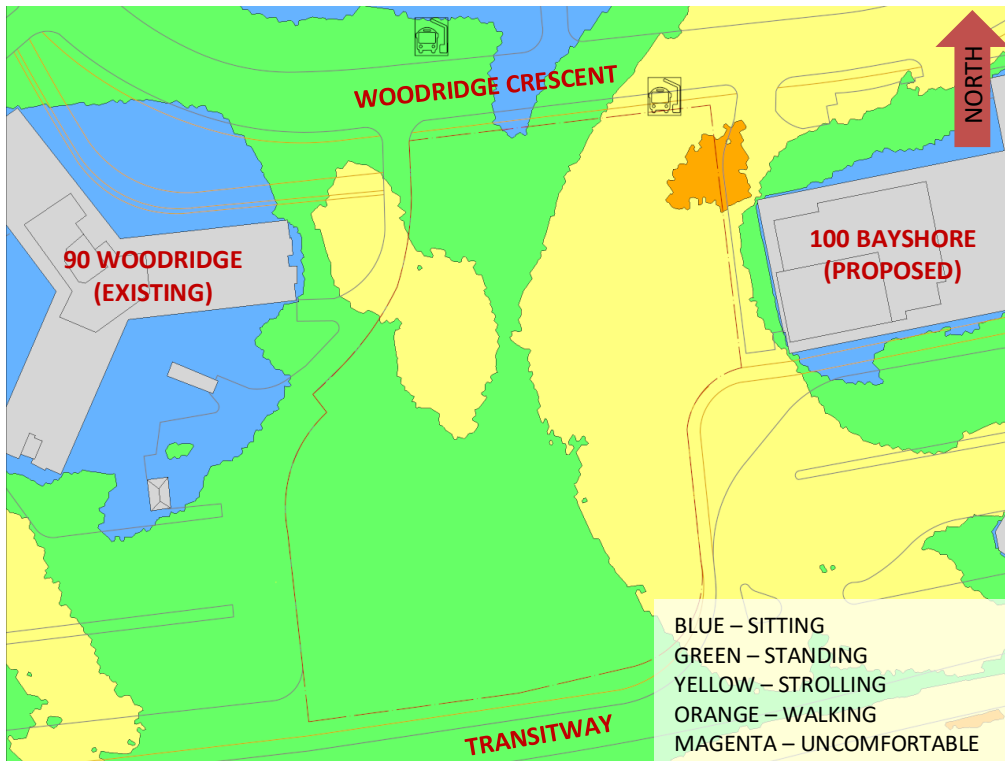 WOODRIDGE CRESCENT
NORTH
90 WOODRIDGE
(EXISTING)
100 BAYSHORE
(PROPOSED)
BLUE – SITTING
GREEN – STANDING
YELLOW – STROLLING
ORANGE – WALKING
MAGENTA – UNCOMFORTABLE
TRANSITWAY